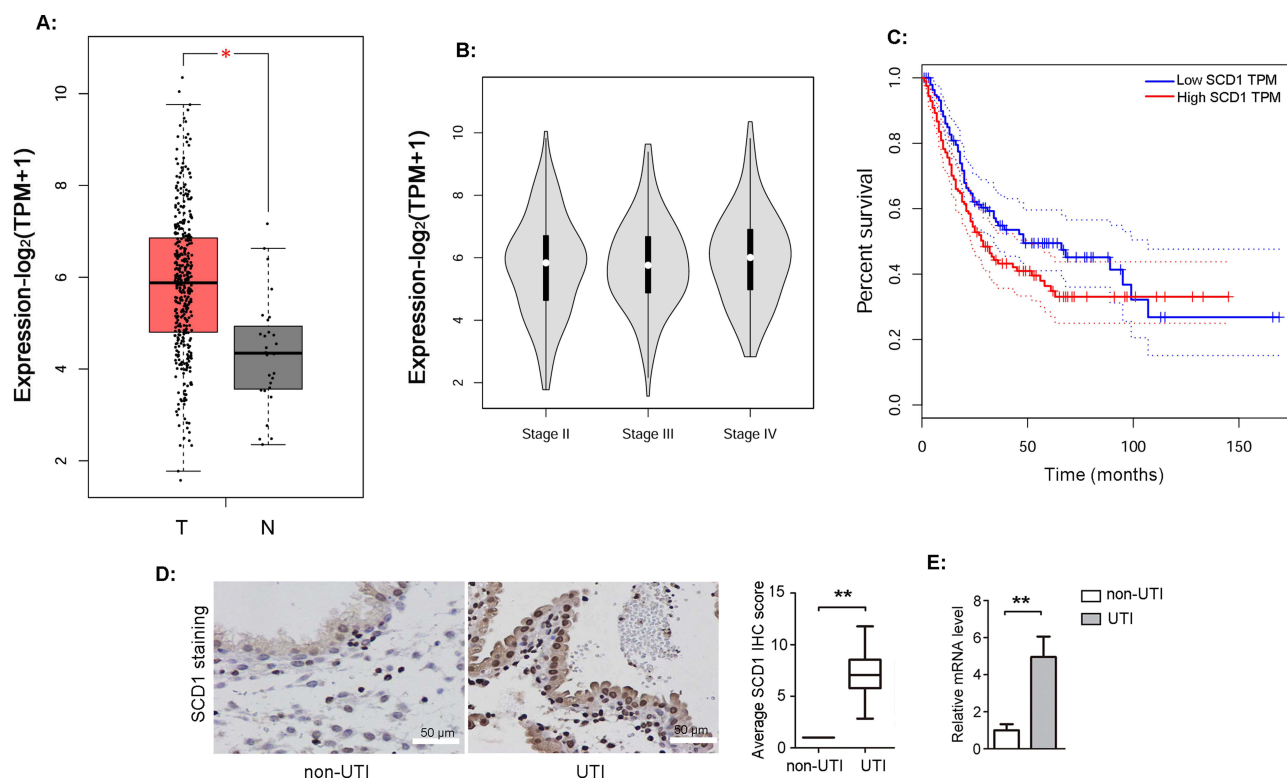 A:
*
Expression-log₂(TPM+1)
10
8
6
4
2
T
N
B:
Expression-log₂(TPM+1)
10
8
6
4
2
Stage II
Stage III
Stage IV
C:
Percent survival
1.0
0.8
0.6
0.4
0.2
0.0
Low SCD1 TPM
High SCD1 TPM
0
50
100
150
Time (months)
D:
SCD1 staining
50 µm
50 µm
non-UTI
UTI
Average SCD1 IHC score
15
10
5
0
**
non-UTI
UTI
E:
Relative mRNA level
8
6
4
2
0
**
non-UTI
UTI